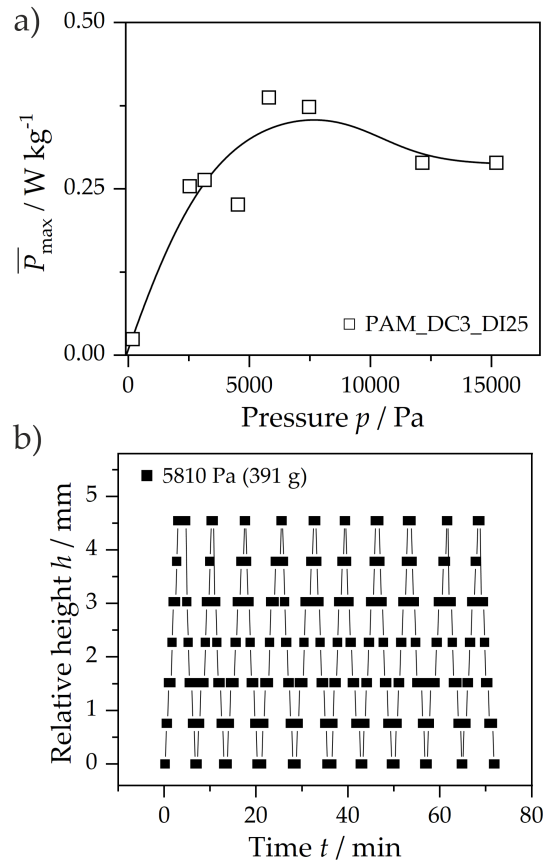 a)
0.50
0.25
0.00
P̅max / W kg⁻¹
PAM_DC3_DI25
0 5000 10000 15000
Pressure p / Pa
b)
5810 Pa (391 g)
5
4
3
2
1
0
Relative height h / mm
0 20 40 60 80
Time t / min